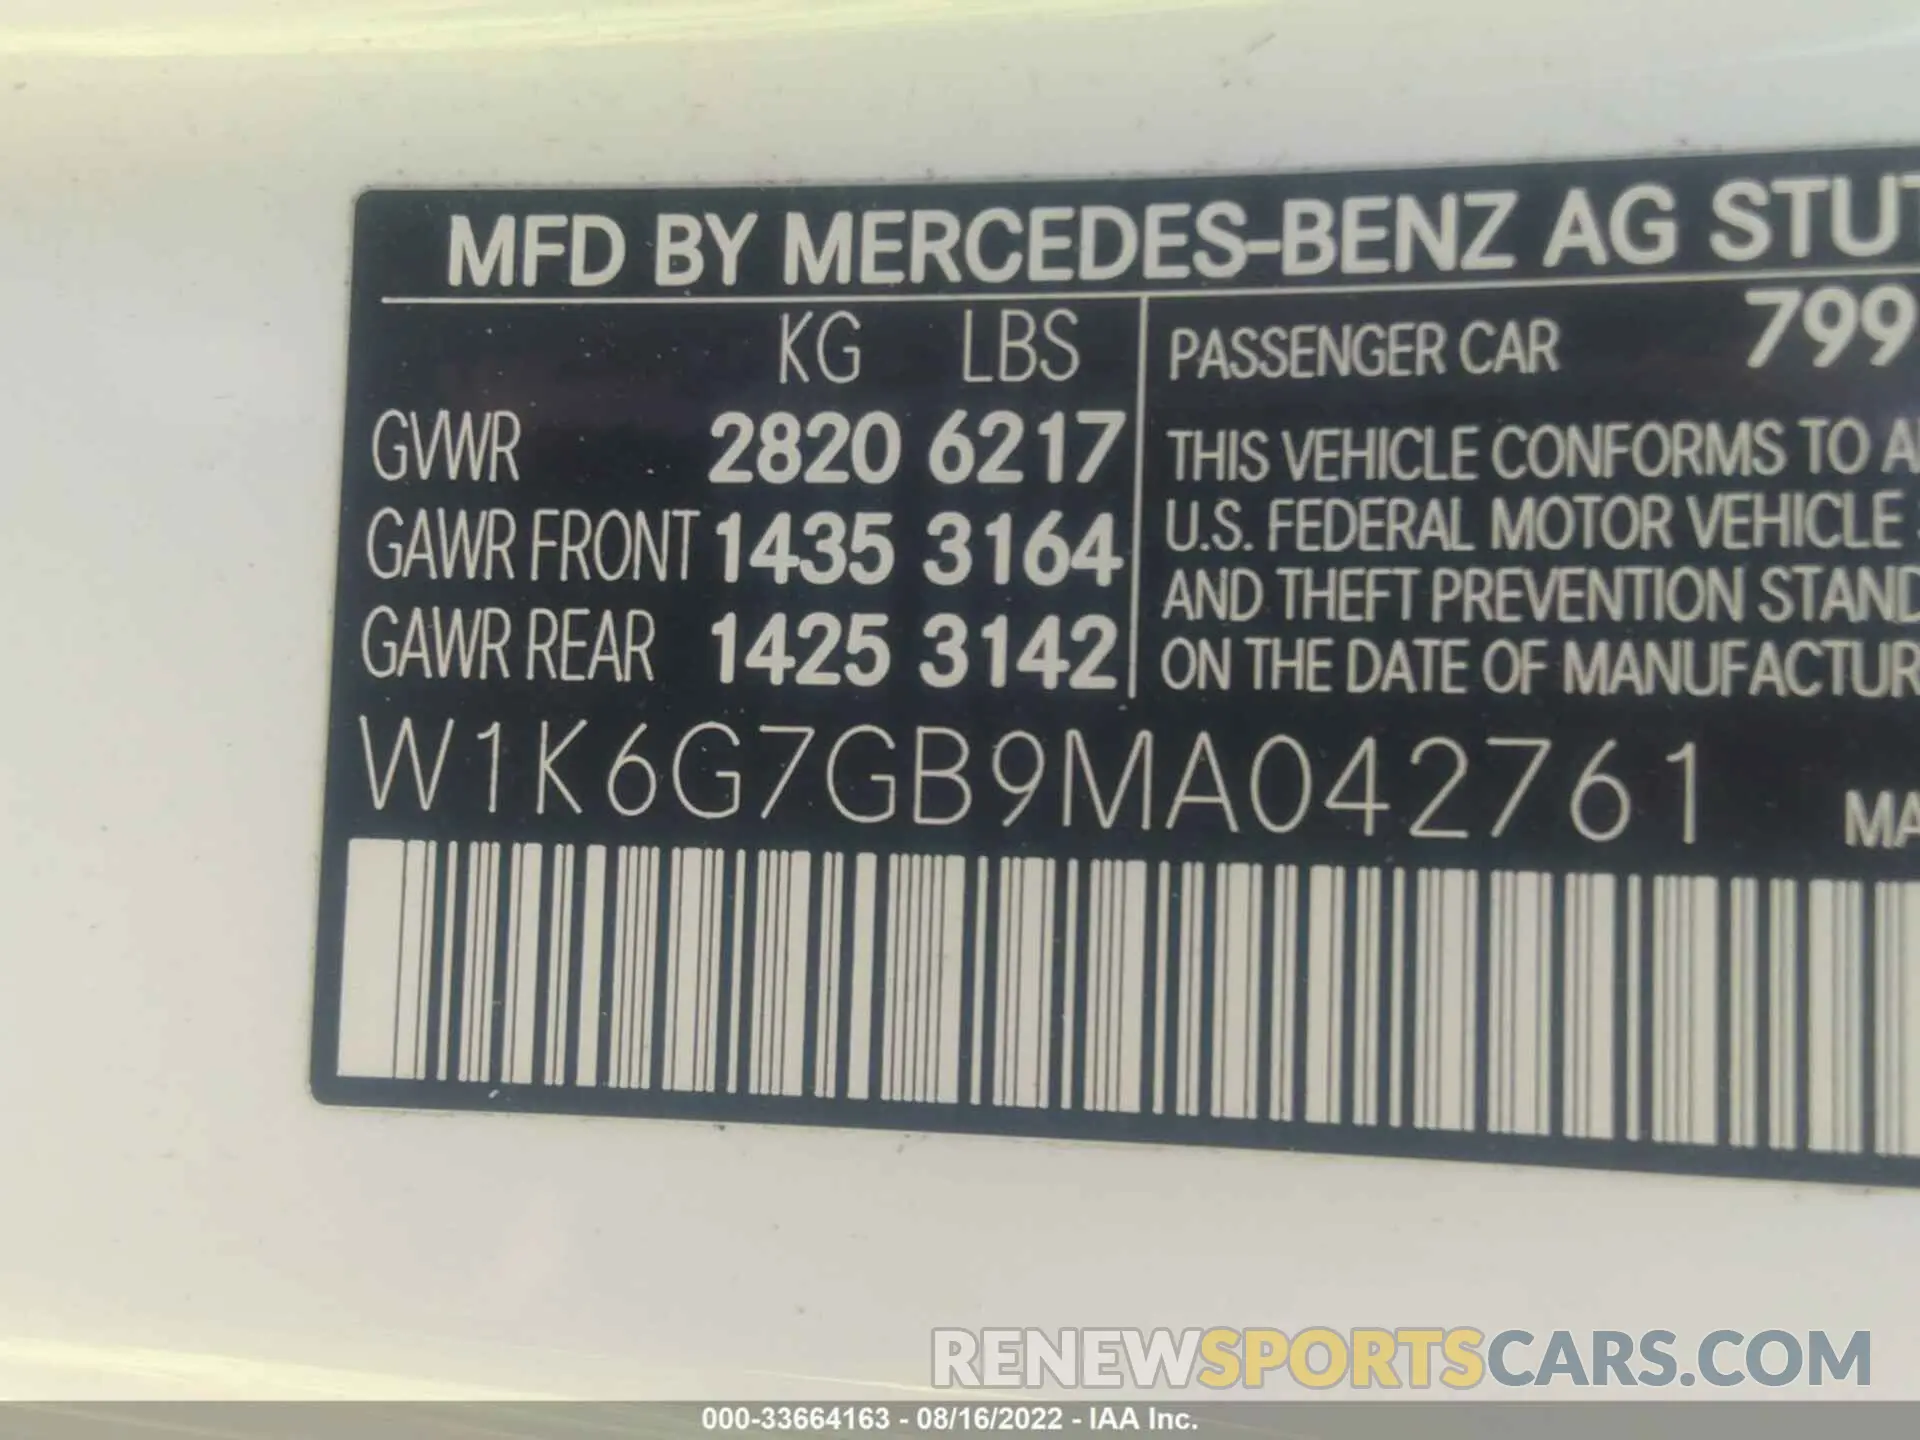 MFD BY MERCEDES-BENZ AG STUT
KG LBS
GVWR 2820 6217
GAWR FRONT 1435 3164
GAWR REAR 1425 3142
PASSENGER CAR 799
THIS VEHICLE CONFORMS TO A
U.S. FEDERAL MOTOR VEHICLE
AND THEFT PREVENTION STAND
ON THE DATE OF MANUFACTUR
W1K6G7GB9MA042761
MA
RENEWSPORTSCARS.COM
000-33664163 - 08/16/2022 - IAA Inc.